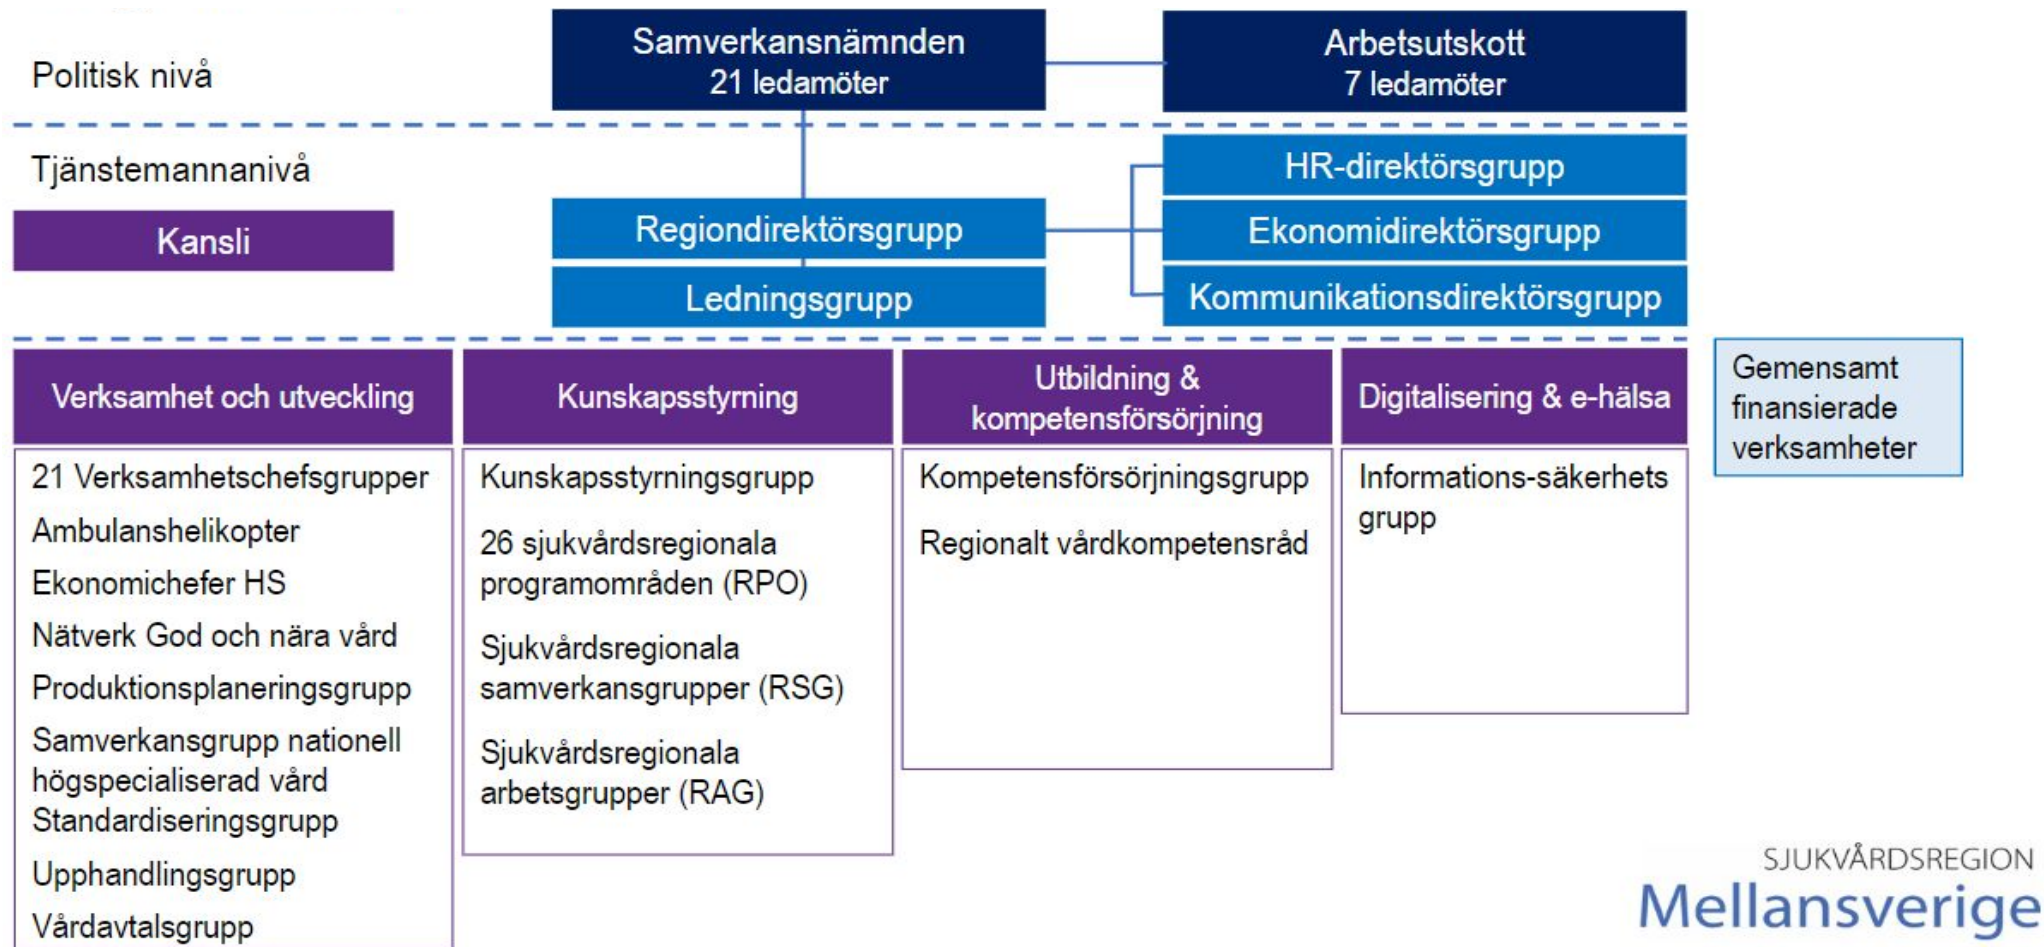 Politisk nivå
Samverkansnämnden
21 ledamöter
Arbetsutskott
7 ledamöter
Tjänstemannanivå
Kansli
Regiondirektörsgrupp
Ledningsgrupp
HR-direktörsgrupp
Ekonomidirektörsgrupp
Kommunikationsdirektörsgrupp
Verksamhet och utveckling
21 Verksamhetschefsgrupper
Ambulanshelikopter
Ekonomichefer HS
Nätverk God och nära vård
Produktionsplaneringsgrupp
Samverkansgrupp nationell
högspecialiserad vård
Standardiseringsgrupp
Upphandlingsgrupp
Vårdavtalsgrupp
Kunskapsstyrning
Kunskapsstyrningsgrupp
26 sjukvårdsregionala
programområden (RPO)
Sjukvårdsregionala
samverkansgrupper (RSG)
Sjukvårdsregionala
arbetsgrupper (RAG)
Utbildning &
kompetensförsörjning
Kompetensförsörjningsgrupp
Regionalt vårdkompetensråd
Digitalisering & e-hälsa
Informations-säkerhets
grupp
Gemensamt
finansierade
verksamheter
SJUKVÅRDSREGION
Mellansverige